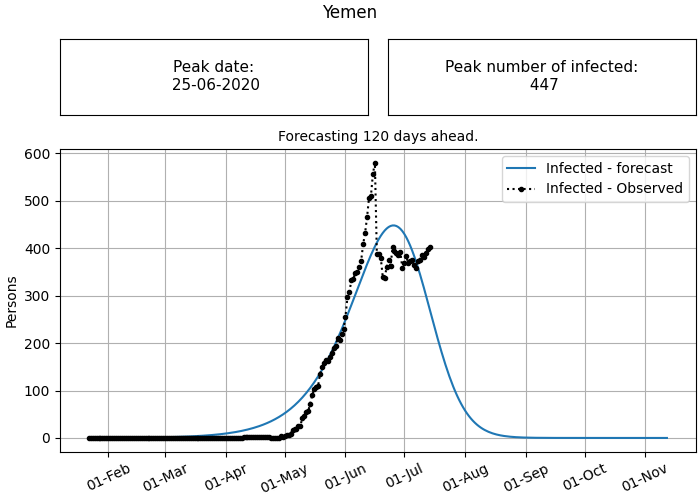 Yemen
Peak date:
25-06-2020
Peak number of infected:
447
Forecasting 120 days ahead.
Infected - forecast
Infected - Observed
Persons
600
500
400
300
200
100
0
01-Feb
01-Mar
01-Apr
01-May
01-Jun
01-Jul
01-Aug
01-Sep
01-Oct
01-Nov